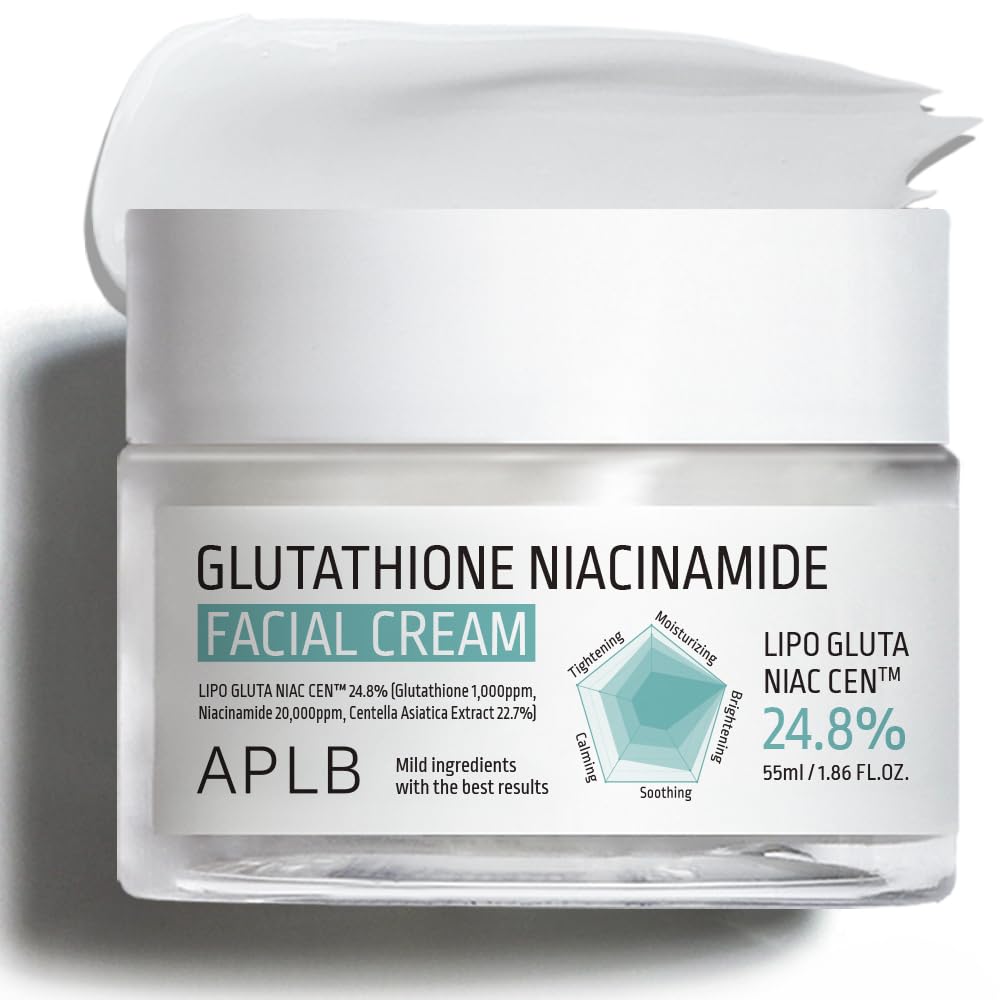 GLUTATHIONE NIACINAMIDE
FACIAL CREAM
LIPO GLUTA NIAC CEN™ 24.8% (Glutathione 1,000ppm,
Niacinamide 20,000ppm, Centella Asiatica Extract 22.7%)
APLB
Mild ingredients
with the best results
Tightening
Moisturizing
Brightening
Calming
Soothing
LIPO GLUTA
NIAC CEN™
24.8%
55ml / 1.86 FL.OZ.